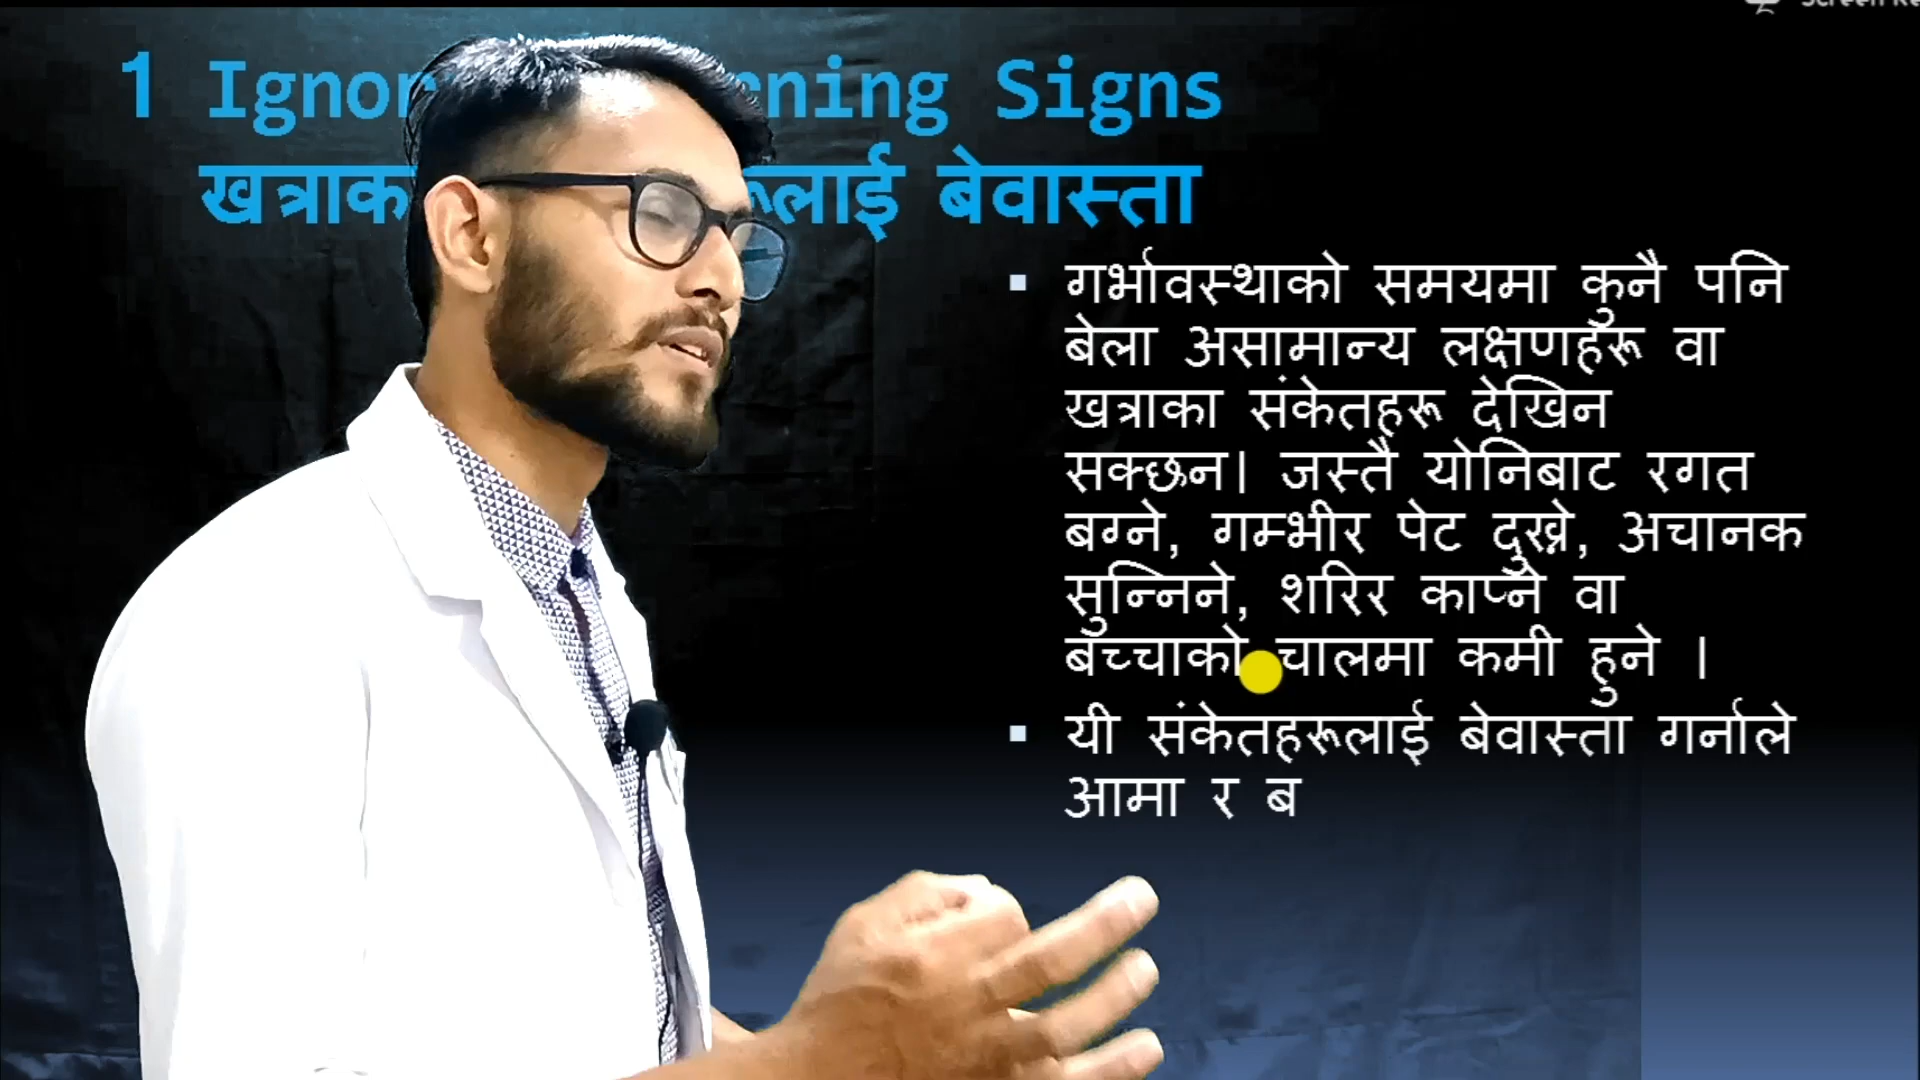 1 Ignor rning Signs
खत्राक रूलाई बेवास्ता
गर्भावस्थाको समयमा कुनै पनि
बेला असामान्य लक्षणहरू वा
खत्राका संकेतहरू देखिन
सक्छन। जस्तै योनिबाट रगत
बग्ने, गम्भीर पेट दुख्ने, अचानक
सुन्निने, शरिर काप्ने वा
बच्चाको चालमा कमी हुने ।
यी संकेतहरूलाई बेवास्ता गर्नाले
आमा र ब